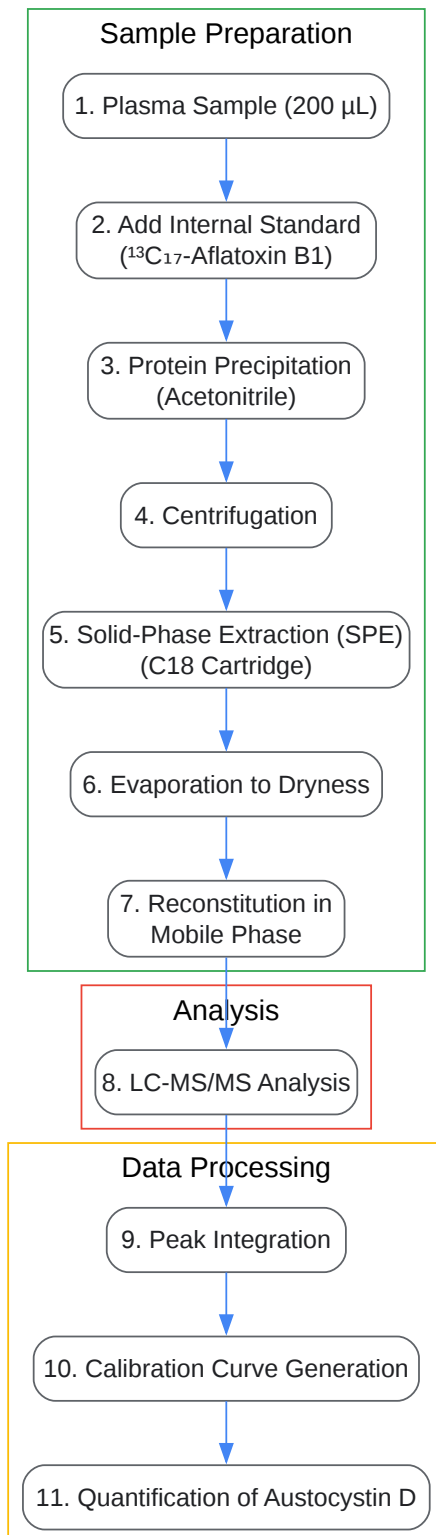 Sample Preparation
1. Plasma Sample (200 µL)
2. Add Internal Standard
(¹³C₁₇-Aflatoxin B1)
3. Protein Precipitation
(Acetonitrile)
4. Centrifugation
5. Solid-Phase Extraction (SPE)
(C18 Cartridge)
6. Evaporation to Dryness
7. Reconstitution in
Mobile Phase
Analysis
8. LC-MS/MS Analysis
Data Processing
9. Peak Integration
10. Calibration Curve Generation
11. Quantification of Austocystin D